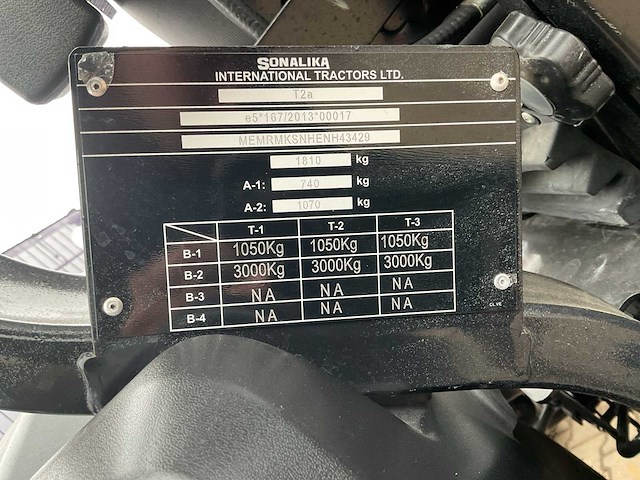 SONALIKA
INTERNATIONAL TRACTORS LTD.
T2a
e5*167/2013*00017
MEMRMKSNHENH43429
1810 kg
A-1: 740 kg
A-2: 1070 kg
T-1 T-2 T-3
B-1 1050Kg 1050Kg 1050Kg
B-2 3000Kg 3000Kg 3000Kg
B-3 NA NA NA
B-4 NA NA NA
CLVE